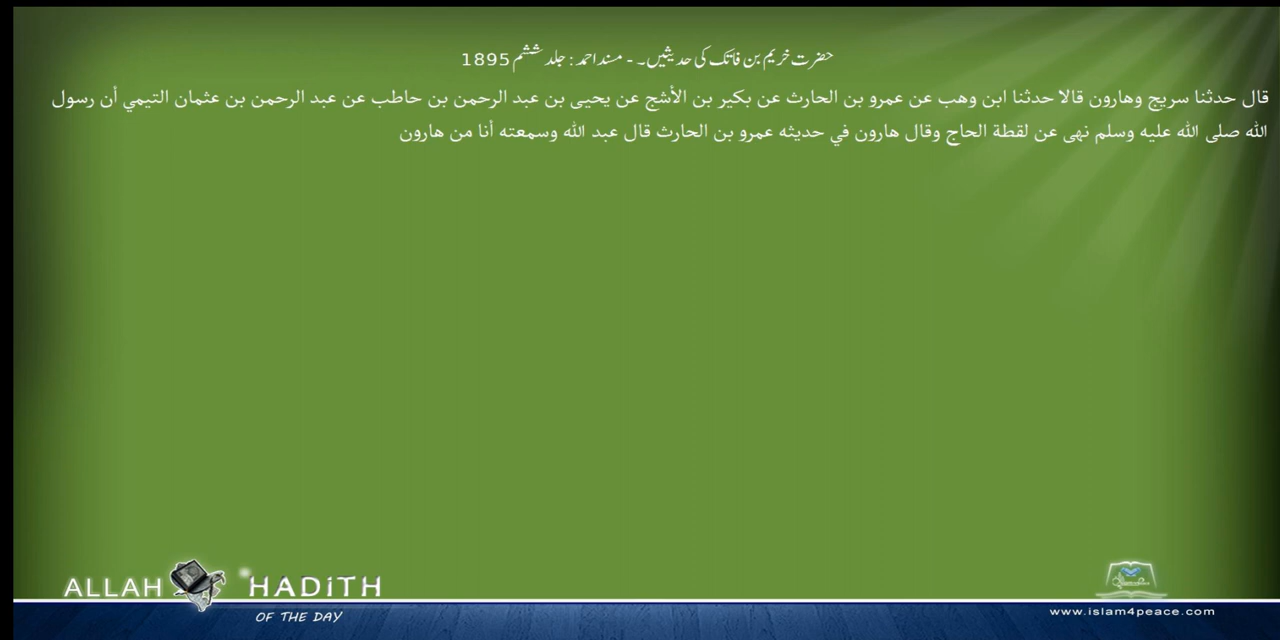 حضرت خریم بن فاتک کی حدیثیں۔ - مسند احمد : جلد ششم 1895
قال حدثنا سريج وهارون قالا حدثنا ابن وهب عن عمرو بن الحارث عن بكير بن الأشج عن يحيى بن عبد الرحمن بن حاطب عن عبد الرحمن بن عثمان التيمي أن رسول
الله صلى الله عليه وسلم نهى عن لقطة الحاج وقال هارون في حديثه عمرو بن الحارث قال عبد الله وسمعته أنا من هارون
ALLAH HADITH
OF THE DAY
www.islam4peace.com